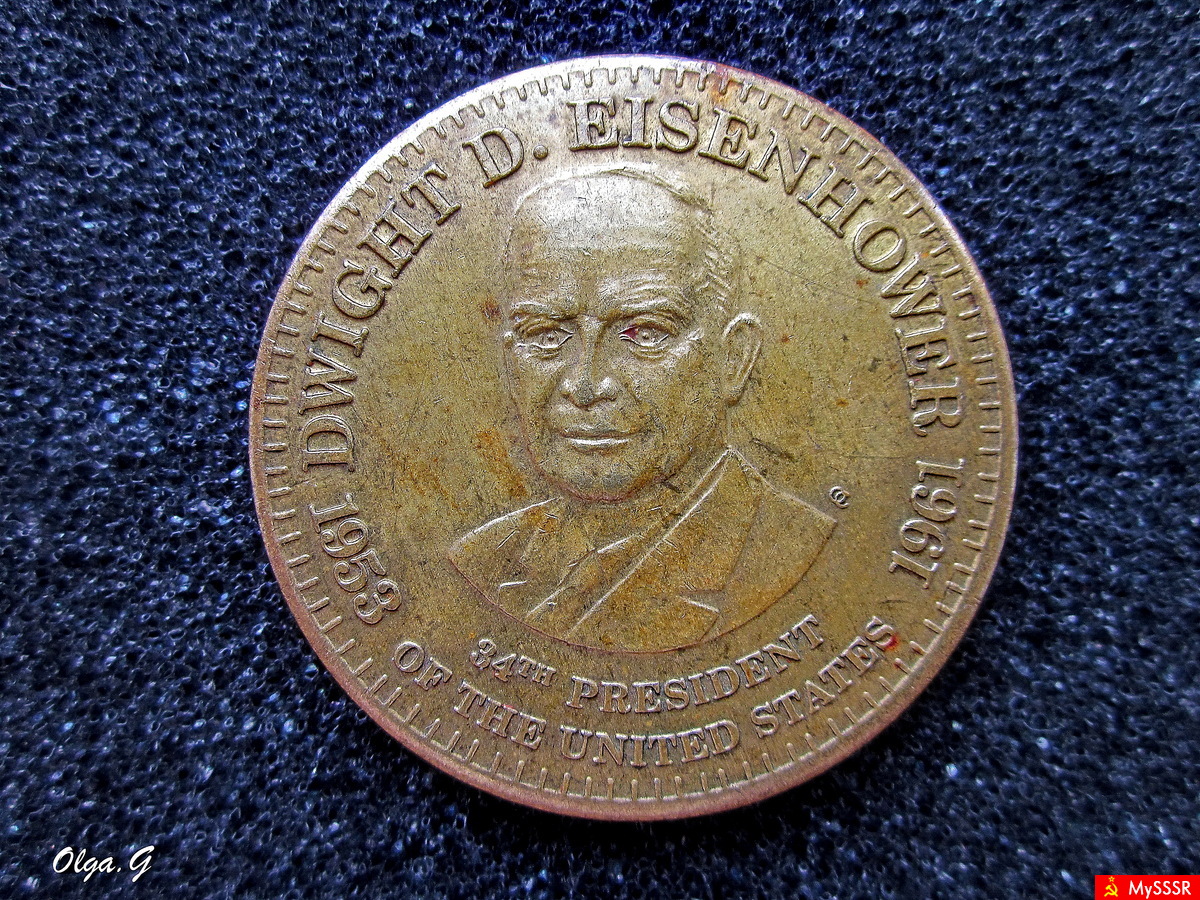 DWIGHT D. EISENHOWER
1953
1961
34TH PRESIDENT
OF THE UNITED STATES
Olga.G
MySSSR